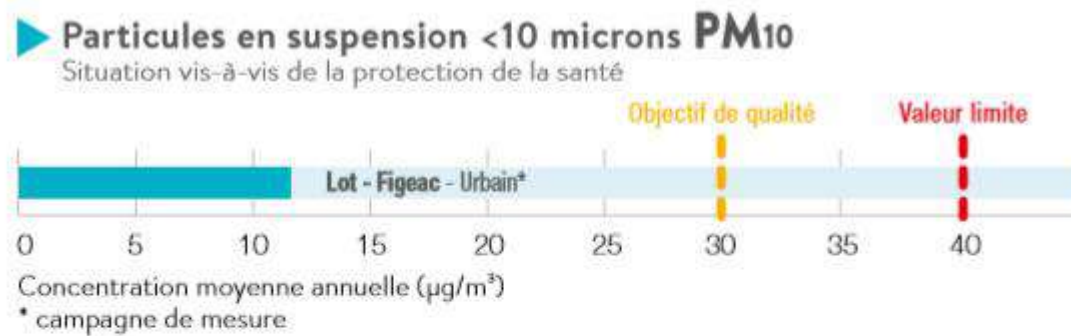 Particules en suspension <10 microns PM10
Situation vis-à-vis de la protection de la santé
Objectif de qualité Valeur limite
Lot - Figeac - Urbain*
0 5 10 15 20 25 30 35 40
Concentration moyenne annuelle (µg/m³)
* campagne de mesure